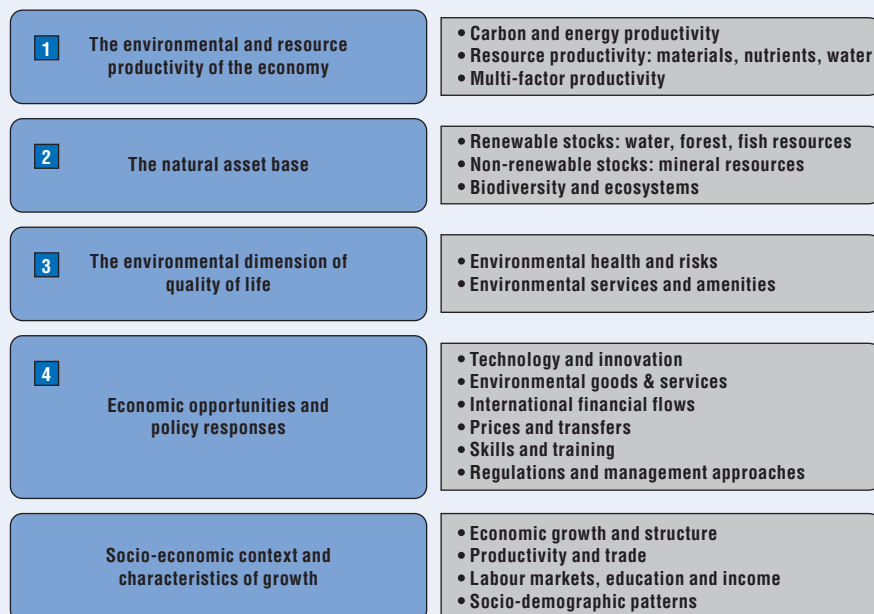 1
The environmental and resource
productivity of the economy
• Carbon and energy productivity
• Resource productivity: materials, nutrients, water
• Multi-factor productivity
2
The natural asset base
• Renewable stocks: water, forest, fish resources
• Non-renewable stocks: mineral resources
• Biodiversity and ecosystems
3
The environmental dimension of
quality of life
• Environmental health and risks
• Environmental services and amenities
4
Economic opportunities and
policy responses
• Technology and innovation
• Environmental goods & services
• International financial flows
• Prices and transfers
• Skills and training
• Regulations and management approaches
Socio-economic context and
characteristics of growth
• Economic growth and structure
• Productivity and trade
• Labour markets, education and income
• Socio-demographic patterns